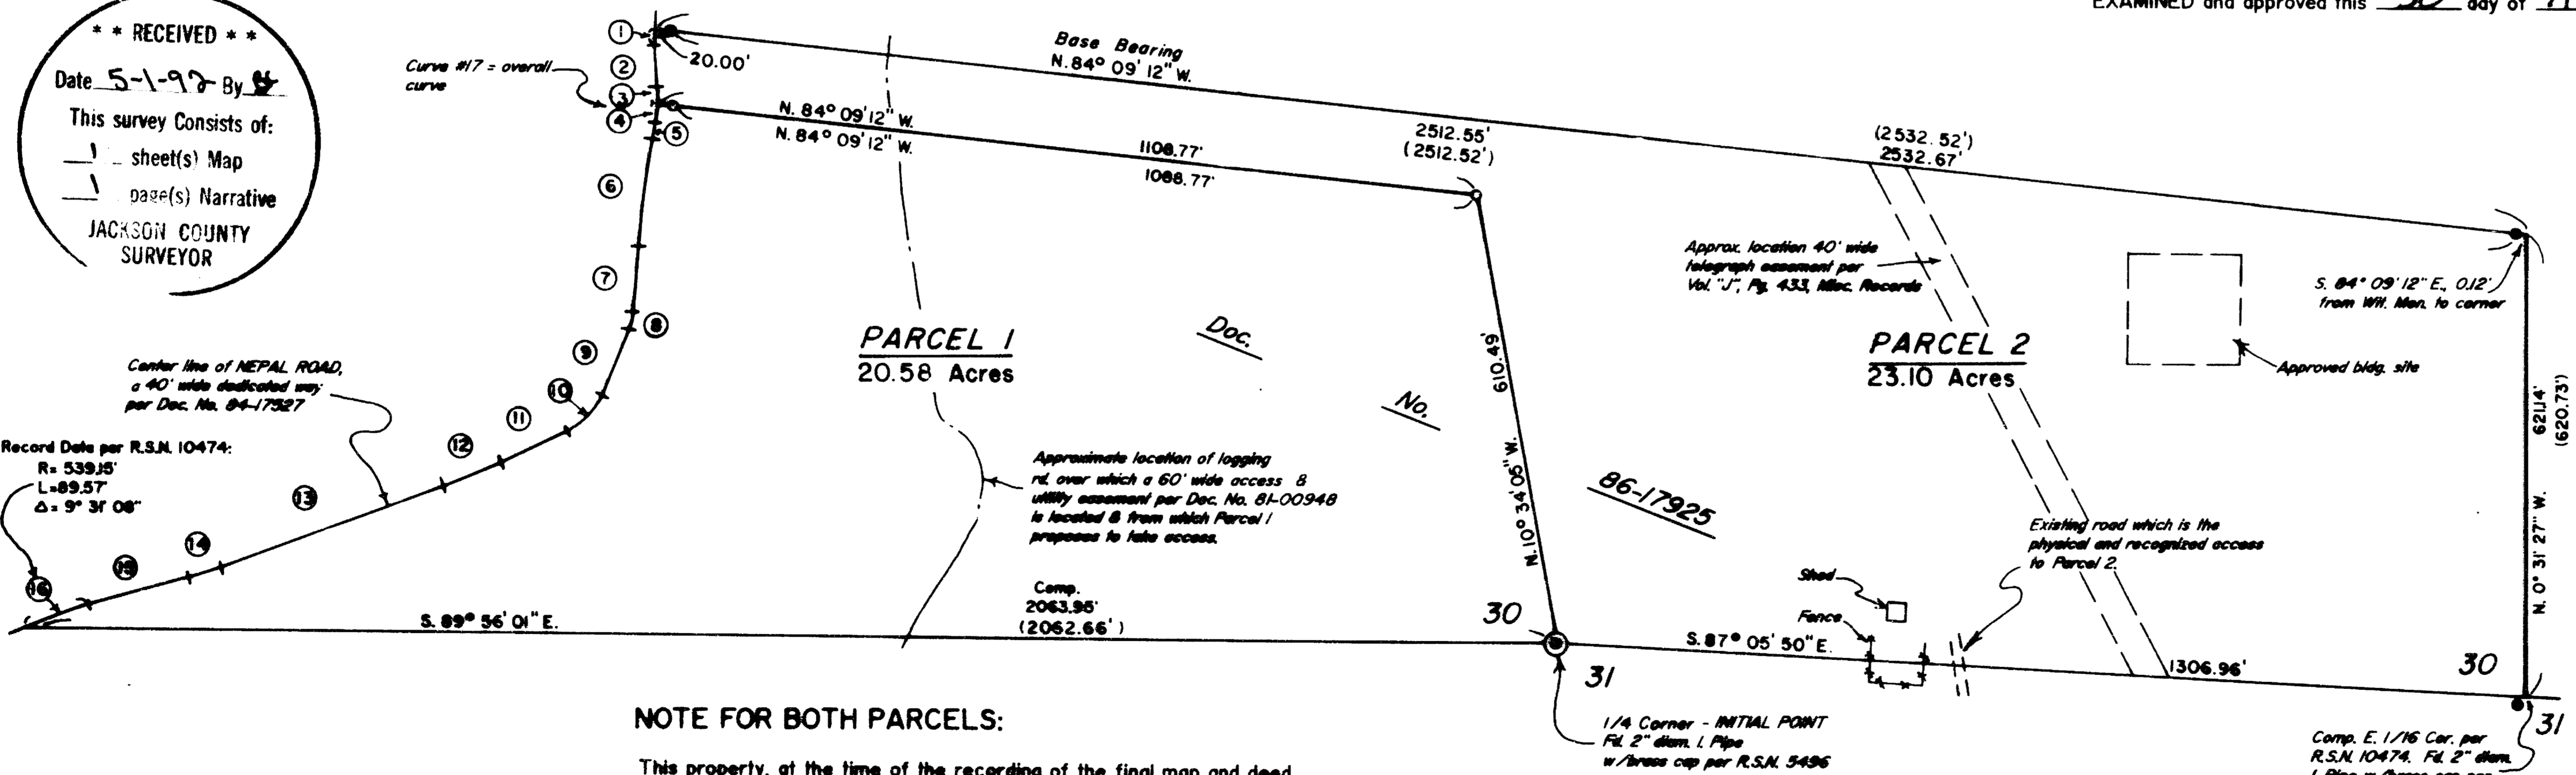 * * RECEIVED * *
Date 5-1-92 By
This survey Consists of:
1 sheet(s) Map
1 page(s) Narrative
JACKSON COUNTY
SURVEYOR
EXAMINED and approved this 30 day of
Curve #17 = overall
curve
1
2
3
4
5
6
7
8
9
10
11
12
13
14
15
16
20.00'
Base Bearing
N. 84° 09' 12" W.
N. 84° 09' 12" W.
N. 84° 09' 12" W.
1108.77'
1088.77'
2512.55'
(2512.52')
(2532.52')
2532.67'
Approx. location 40' wide
telegraph easement per
Vol. "J", Pg. 433, Misc. Records
S. 84° 09' 12" E., 0.12'
from Wit. Mon. to corner
Approved bldg. site
PARCEL 1
20.58 Acres
PARCEL 2
23.10 Acres
Doc.
No.
86-17925
610.49'
N. 10° 34' 05" W.
621.14'
(620.73')
N. 0° 31' 27" W.
Center line of NEPAL ROAD,
a 40' wide dedicated way
per Doc. No. 84-17527
Record Data per R.S.N. 10474:
R= 539.15'
L=89.57'
Δ= 9° 31' 08"
Approximate location of logging
rd. over which a 60' wide access &
utility easement per Doc. No. 81-00948
is located & from which Parcel 1
proposes to take access.
Existing road which is the
physical and recognized access
to Parcel 2.
Shed
Fence
S. 89° 56' 01" E.
Comp.
2063.95'
(2062.66')
30
31
S. 87° 05' 50" E.
1306.96'
30
31
1/4 Corner - INITIAL POINT
Fd. 2" diam. I. Pipe
w/brass cap per R.S.N. 5496
Comp. E. 1/16 Cor. per
R.S.N. 10474. Fd. 2" diam.
I. Pipe w/brass cap per
NOTE FOR BOTH PARCELS:
This property, at the time of the recording of the final map and deed